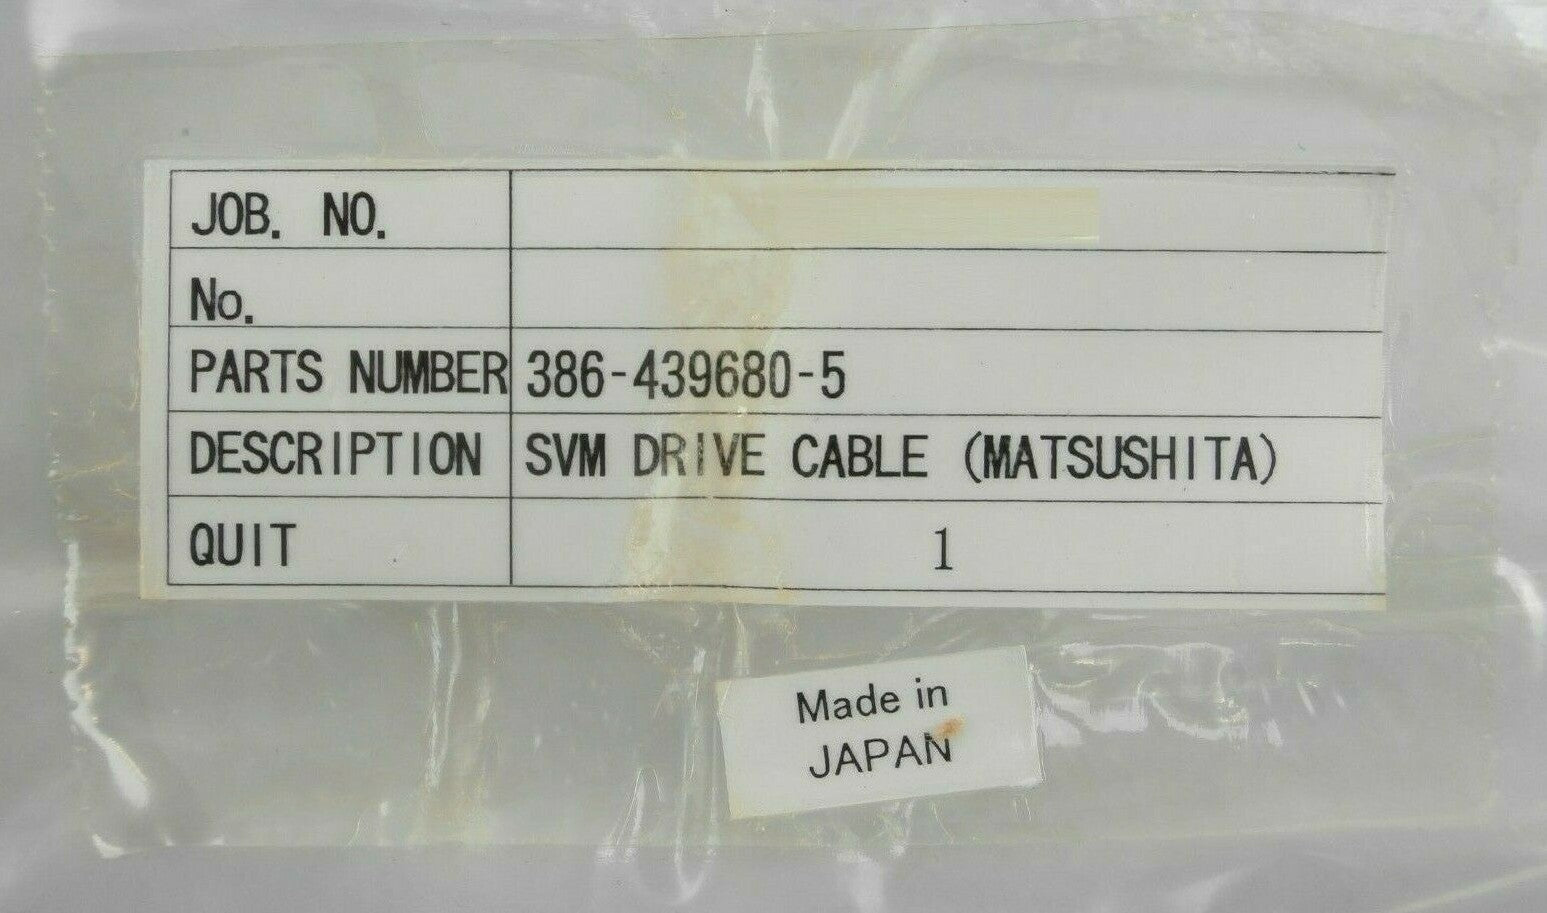 JOB. NO.
No.
PARTS NUMBER 386-439680-5
DESCRIPTION SVM DRIVE CABLE (MATSUSHITA)
QUIT 1
Made in
JAPAN